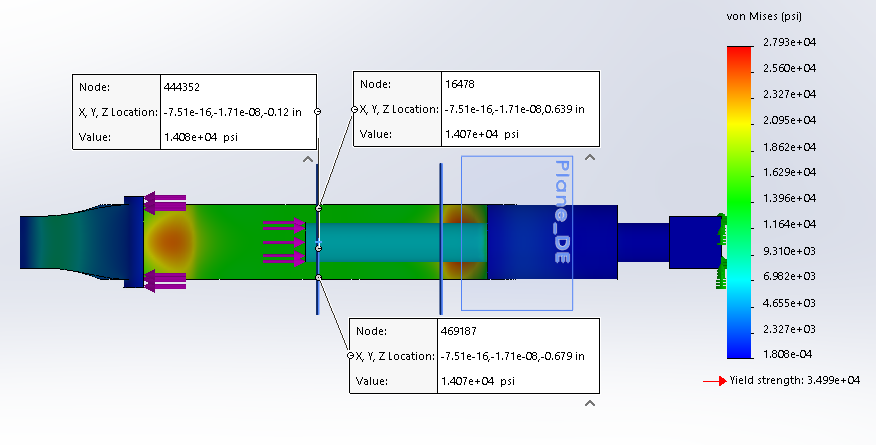 von Mises (psi)
2.793e+04
2.560e+04
2.327e+04
2.095e+04
1.862e+04
1.629e+04
1.396e+04
1.164e+04
9.310e+03
6.982e+03
4.655e+03
2.327e+03
1.808e-04
Yield strength: 3.499e+04
Node: 444352
X, Y, Z Location: -7.51e-16,-1.71e-08,-0.12 in
Value: 1.408e+04 psi
Node: 16478
X, Y, Z Location: -7.51e-16,-1.71e-08,0.639 in
Value: 1.407e+04 psi
Plane_DE
Node: 469187
X, Y, Z Location: -7.51e-16,-1.71e-08,-0.679 in
Value: 1.407e+04 psi